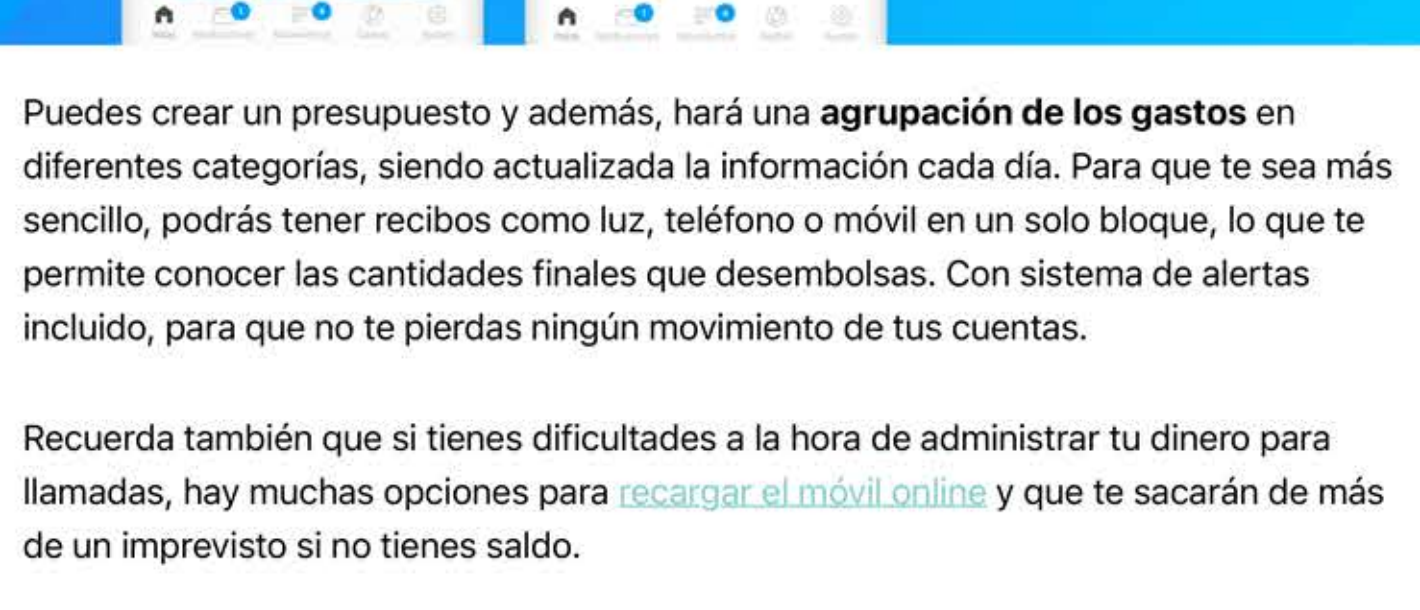 Puedes crear un presupuesto y además, hará una agrupación de los gastos en
diferentes categorías, siendo actualizada la información cada día. Para que te sea más
sencillo, podrás tener recibos como luz, teléfono o móvil en un solo bloque, lo que te
permite conocer las cantidades finales que desembolsas. Con sistema de alertas
incluido, para que no te pierdas ningún movimiento de tus cuentas.
Recuerda también que si tienes dificultades a la hora de administrar tu dinero para
llamadas, hay muchas opciones para recargar el móvil online y que te sacarán de más
de un imprevisto si no tienes saldo.